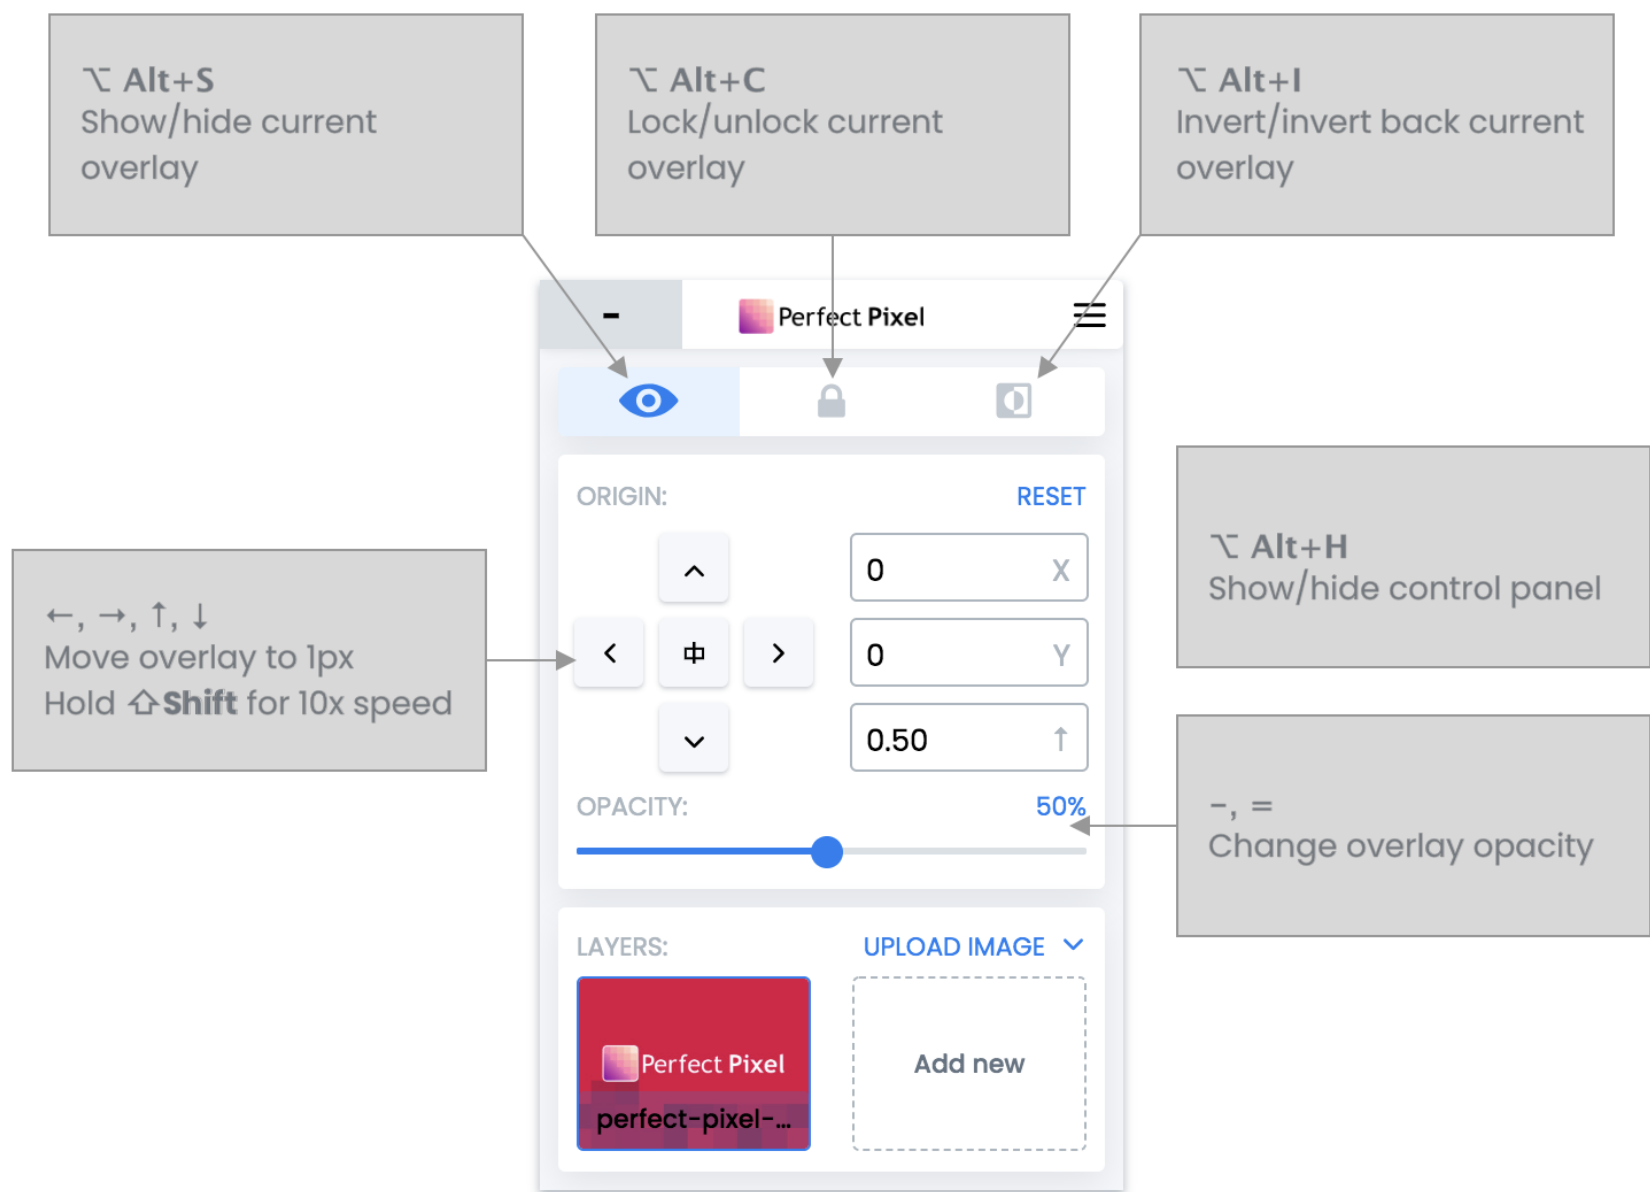 ⌥ Alt+S
Show/hide current
overlay
⌥ Alt+C
Lock/unlock current
overlay
⌥ Alt+I
Invert/invert back current
overlay
-
Perfect Pixel
ORIGIN:
RESET
0 X
0 Y
0.50 ↑
OPACITY:
50%
←, →, ↑, ↓
Move overlay to 1px
Hold ⇧Shift for 10x speed
⌥ Alt+H
Show/hide control panel
-, =
Change overlay opacity
LAYERS:
UPLOAD IMAGE
Perfect Pixel
perfect-pixel-...
Add new